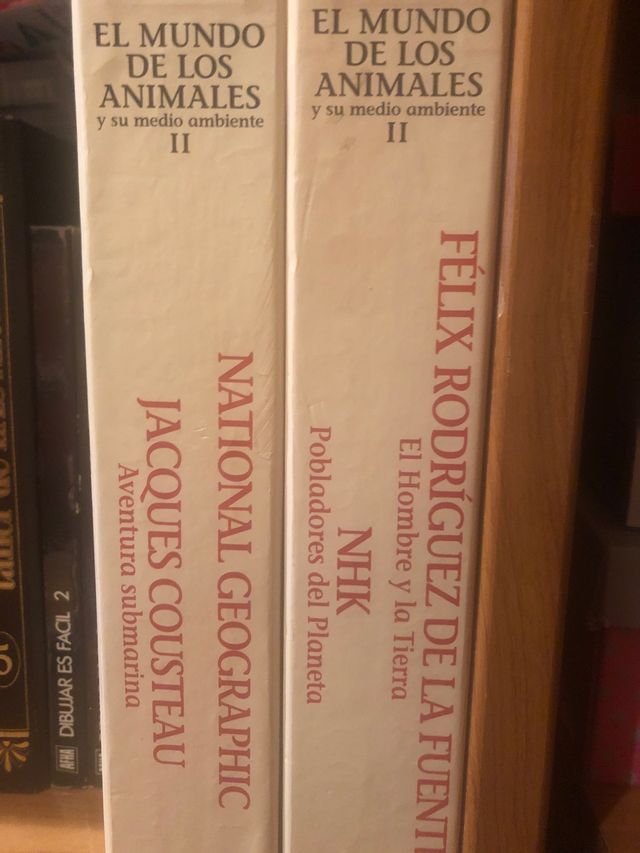 EL MUNDO
DE LOS
ANIMALES
y su medio ambiente
II
NATIONAL GEOGRAPHIC
JACQUES COUSTEAU
Aventura submarina
EL MUNDO
DE LOS
ANIMALES
y su medio ambiente
II
FÉLIX RODRÍGUEZ DE LA FUENTE
El Hombre y la Tierra
NHK
Pobladores del Planeta
AFHA
DIBUJAR ES FACIL 2